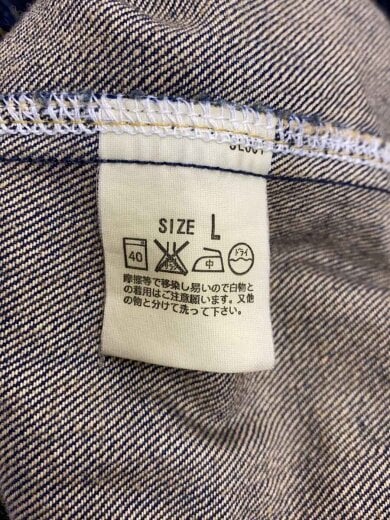 SIZE L
40 中 ドライ
摩擦等で移染し易いので白物と
の着用はご注意願います。又他
の物と分けて洗って下さい。